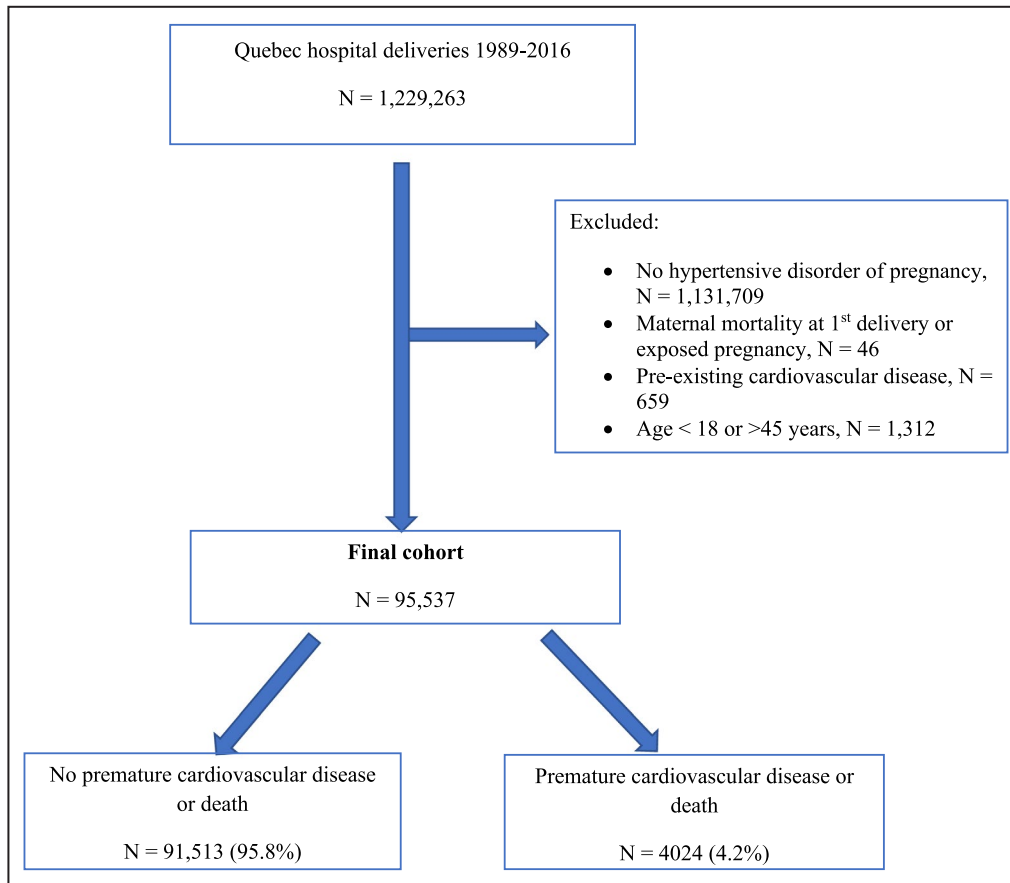 Quebec hospital deliveries 1989-2016
N = 1,229,263
Excluded:
• No hypertensive disorder of pregnancy,
N = 1,131,709
• Maternal mortality at 1st delivery or
exposed pregnancy, N = 46
• Pre-existing cardiovascular disease, N =
659
• Age < 18 or >45 years, N = 1,312
Final cohort
N = 95,537
No premature cardiovascular disease
or death
N = 91,513 (95.8%)
Premature cardiovascular disease or
death
N = 4024 (4.2%)